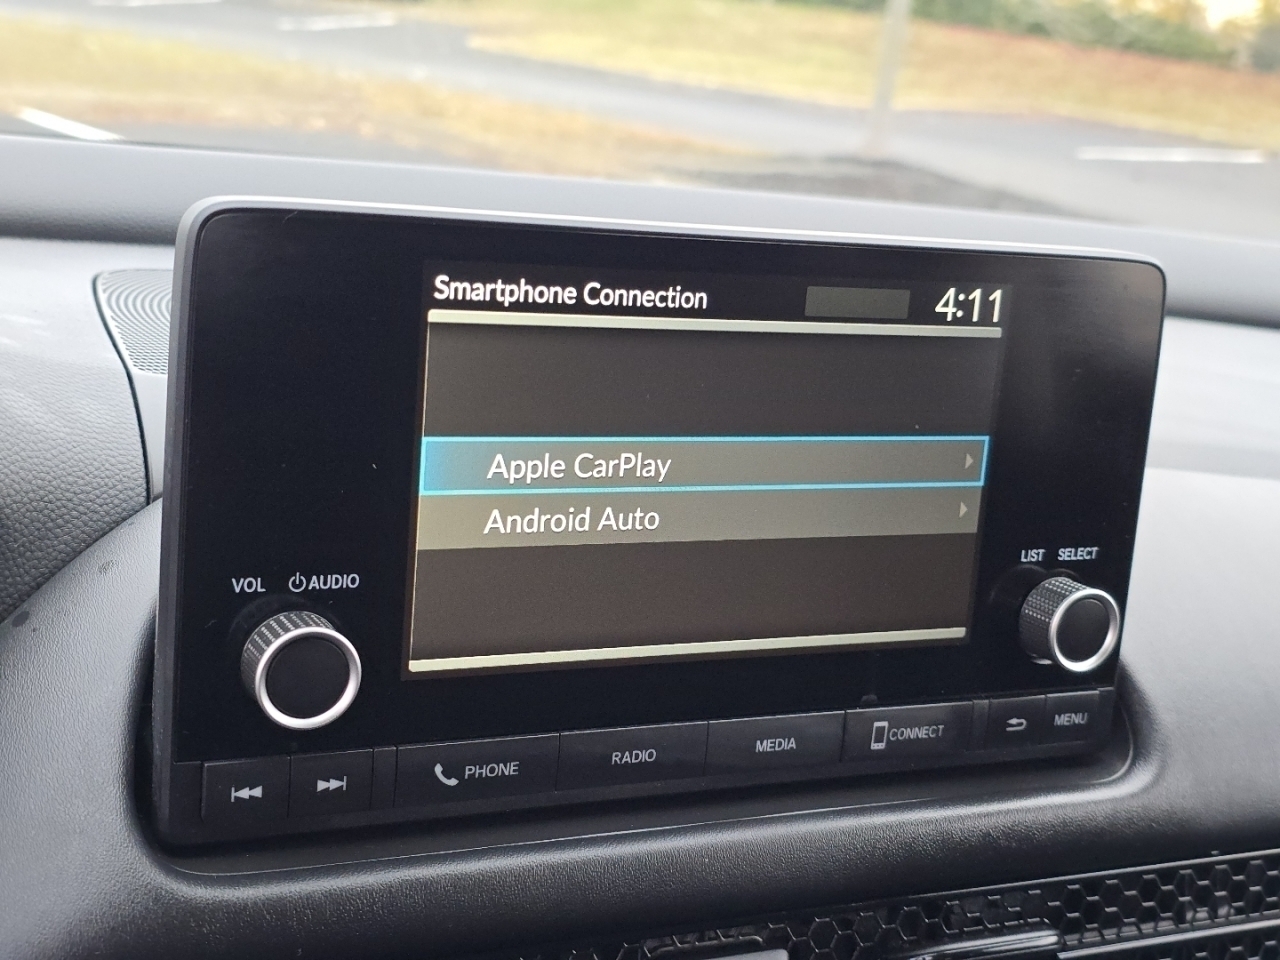 Smartphone Connection 4:11
Apple CarPlay
Android Auto
VOL AUDIO
LIST SELECT
PHONE
RADIO
MEDIA
CONNECT
MENU